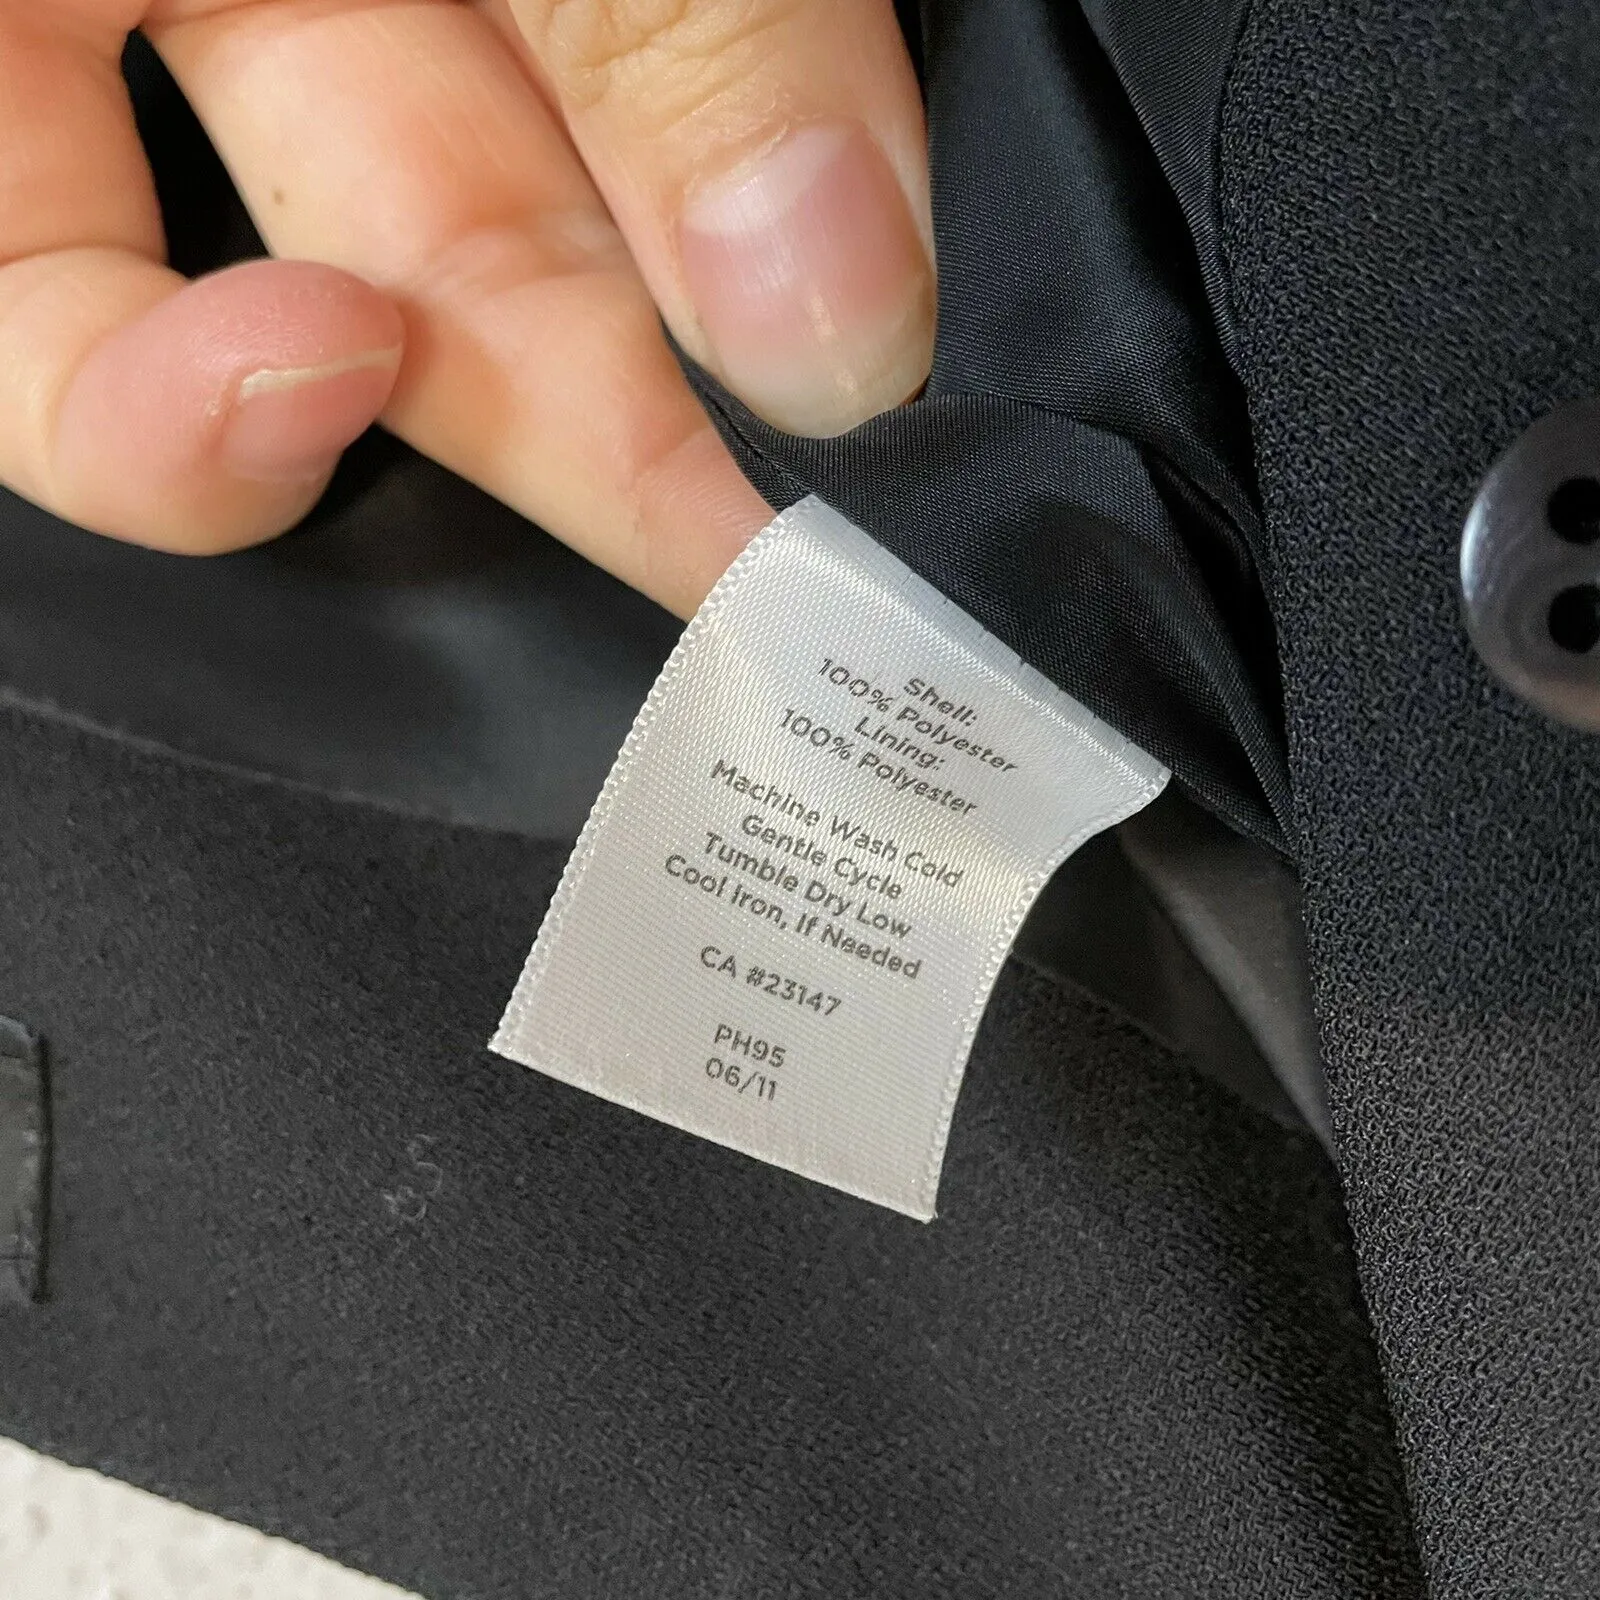 Shell:
100% Polyester
Lining:
100% Polyester
Machine Wash Cold
Gentle Cycle
Tumble Dry Low
Cool Iron, If Needed
CA #23147
PH95
06/11